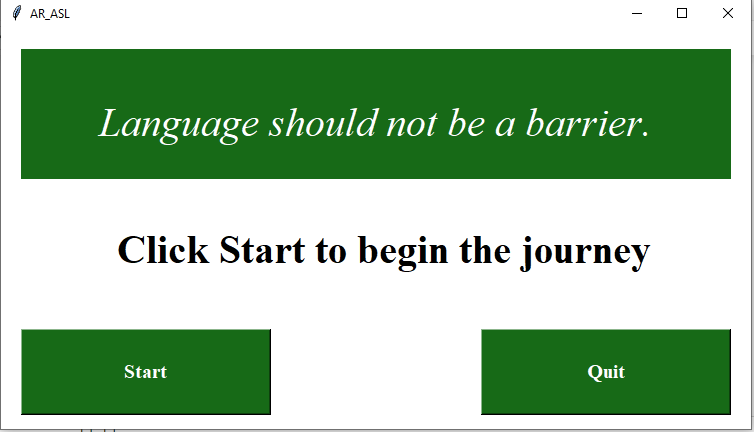 AR_ASL
Language should not be a barrier.
Click Start to begin the journey
Start
Quit